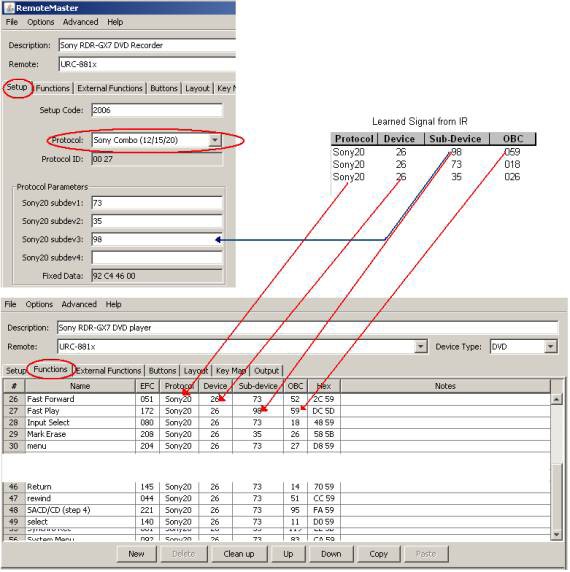 RemoteMaster
File Options Advanced Help
Description: Sony RDR-GX7 DVD Recorder
Remote: URC-881x
Setup Functions External Functions Buttons Layout Key M
Setup Code: 2006
Protocol: Sony Combo (12/15/20)
Protocol ID: 00 27
Protocol Parameters
Sony20 subdev1: 73
Sony20 subdev2: 35
Sony20 subdev3: 98
Sony20 subdev4:
Fixed Data: 92 C4 46 00
Learned Signal from IR
Protocol Device Sub-Device OBC
Sony20 26 98 059
Sony20 26 73 018
Sony20 26 35 026
File Options Advanced Help
Description: Sony RDR-GX7 DVD player
Remote: URC-881x Device Type: DVD
Setup Functions External Functions Buttons Layout Key Map Output
# Name EFC Protocol Device Sub-device OBC Hex Notes
26 Fast Forward 051 Sony20 26 73 52 2C 59
27 Fast Play 172 Sony20 26 98 59 DC 5D
28 Input Select 080 Sony20 26 73 18 48 59
29 Mark Erase 208 Sony20 26 35 26 58 5B
30 menu 204 Sony20 26 73 27 D8 59
46 Return 145 Sony20 26 73 14 70 59
47 rewind 044 Sony20 26 73 51 CC 59
48 SACD/CD (step 4) 221 Sony20 26 73 95 FA 59
49 select 140 Sony20 26 73 11 D0 59
56 System Menu 092 Sony20 26 73 83 CA 59
New Delete Clean up Up Down Copy Paste